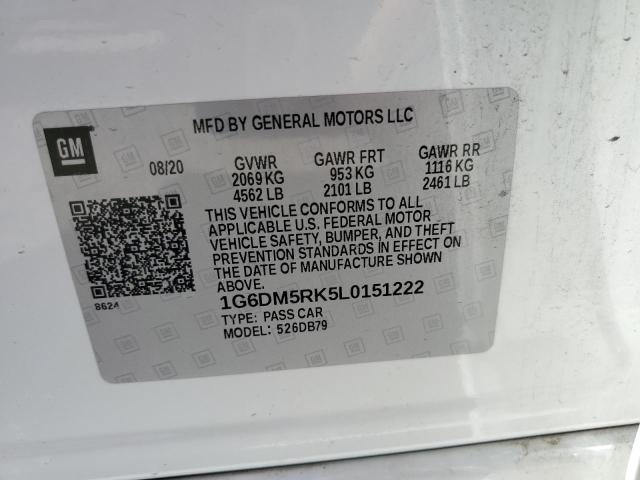 MFD BY GENERAL MOTORS LLC
GM
08/20
GVWR
2069 KG
4562 LB
GAWR FRT
953 KG
2101 LB
GAWR RR
1116 KG
2461 LB
THIS VEHICLE CONFORMS TO ALL
APPLICABLE U.S. FEDERAL MOTOR
VEHICLE SAFETY, BUMPER, AND THEFT
PREVENTION STANDARDS IN EFFECT ON
DATE OF MANUFACTURE SHOWN
ABOVE.
8624
1G6DM5RK5L0151222
TYPE: PASS CAR
MODEL: 526DB79